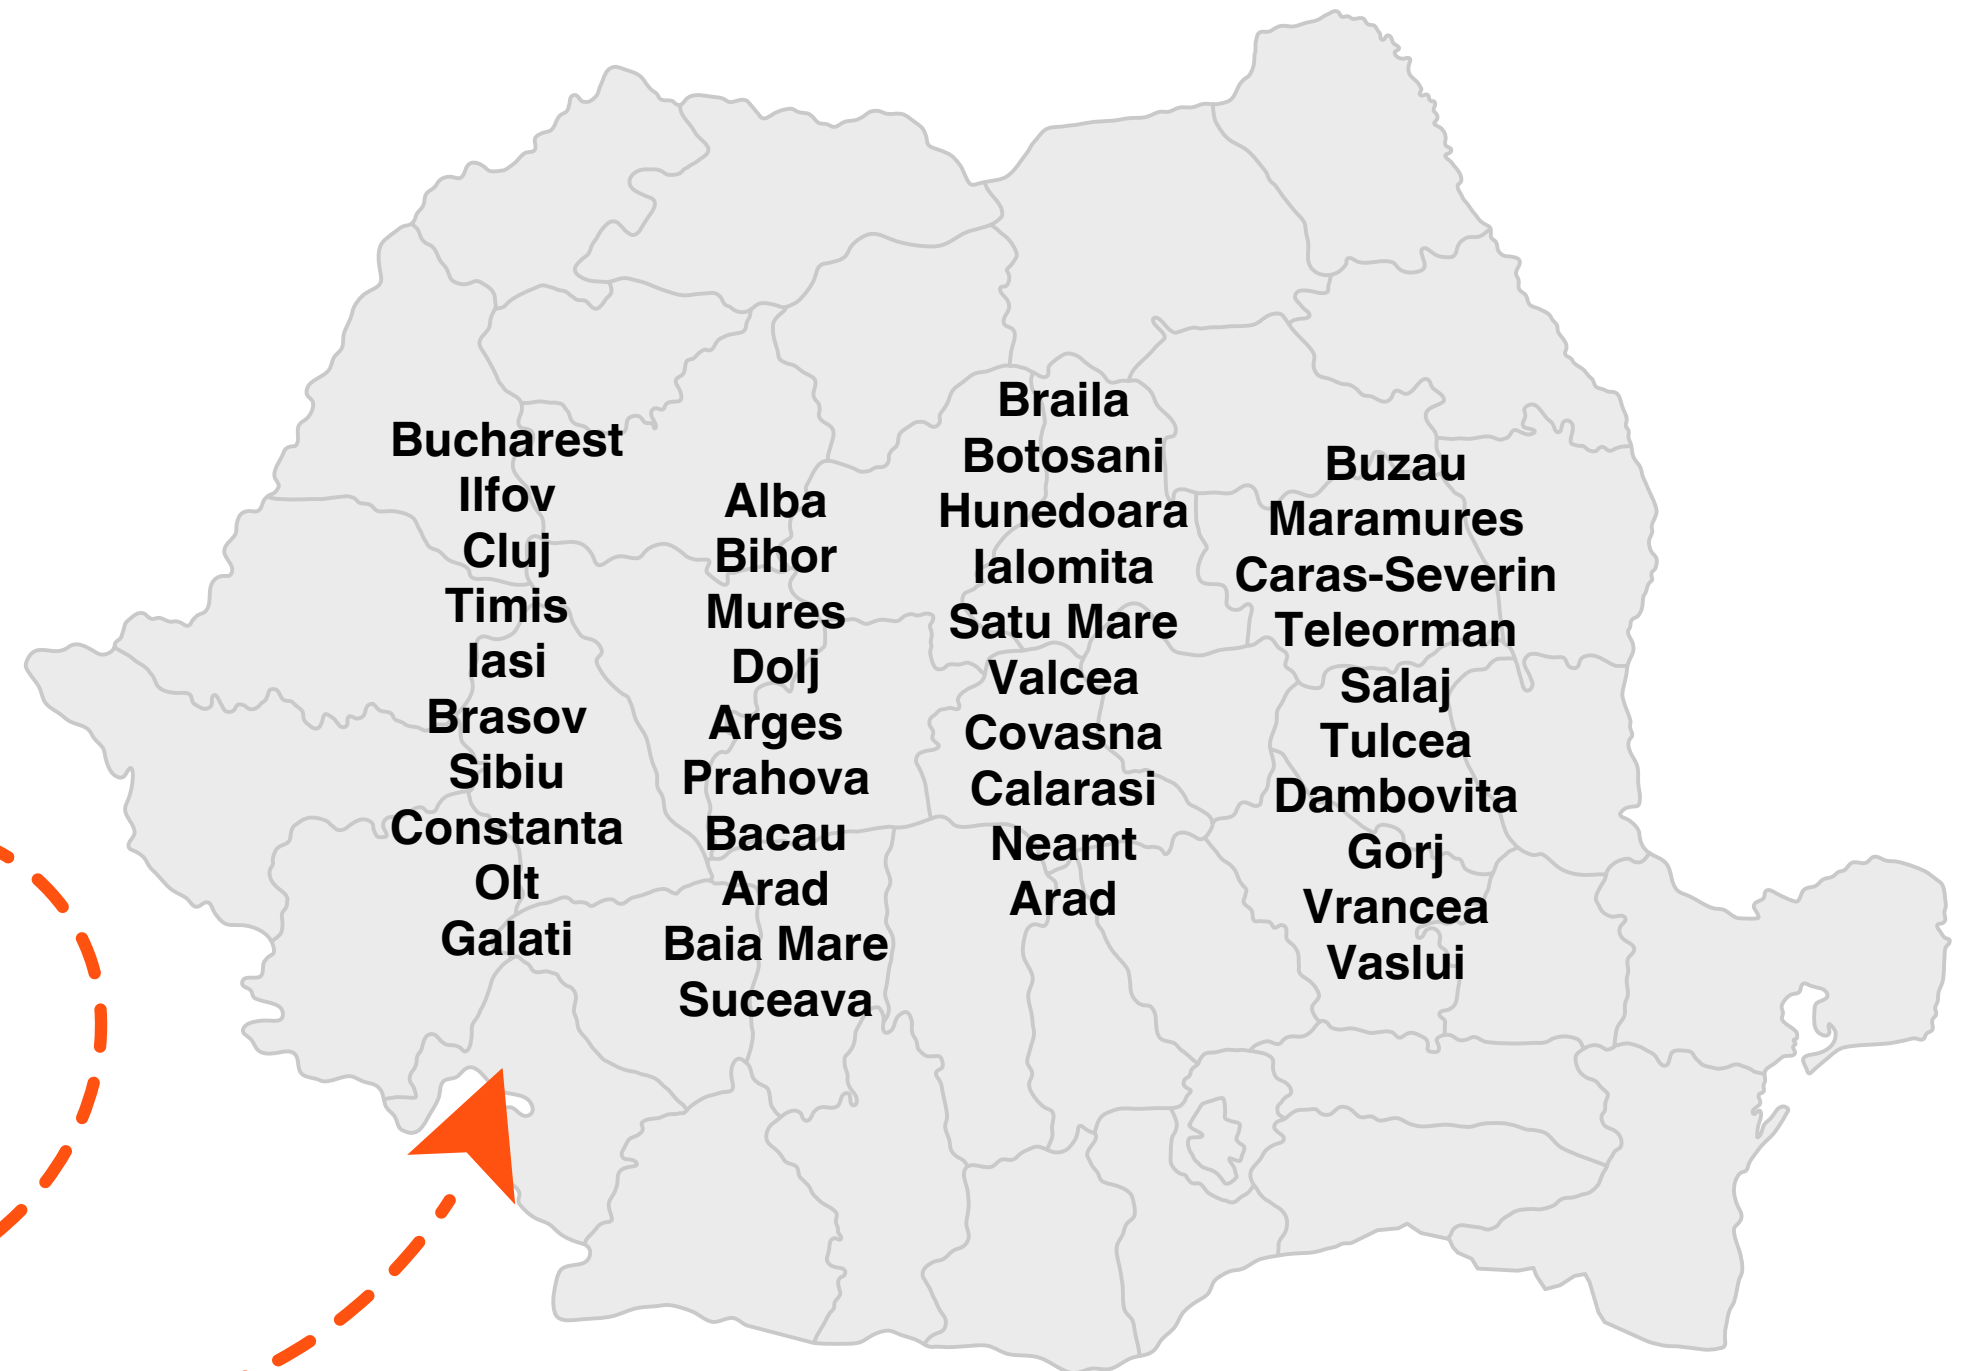 Bucharest
Ilfov
Cluj
Timis
Iasi
Brasov
Sibiu
Constanta
Olt
Galati
Alba
Bihor
Mures
Dolj
Arges
Prahova
Bacau
Arad
Baia Mare
Suceava
Braila
Botosani
Hunedoara
Ialomita
Satu Mare
Valcea
Covasna
Calarasi
Neamt
Arad
Buzau
Maramures
Caras-Severin
Teleorman
Salaj
Tulcea
Dambovita
Gorj
Vrancea
Vaslui